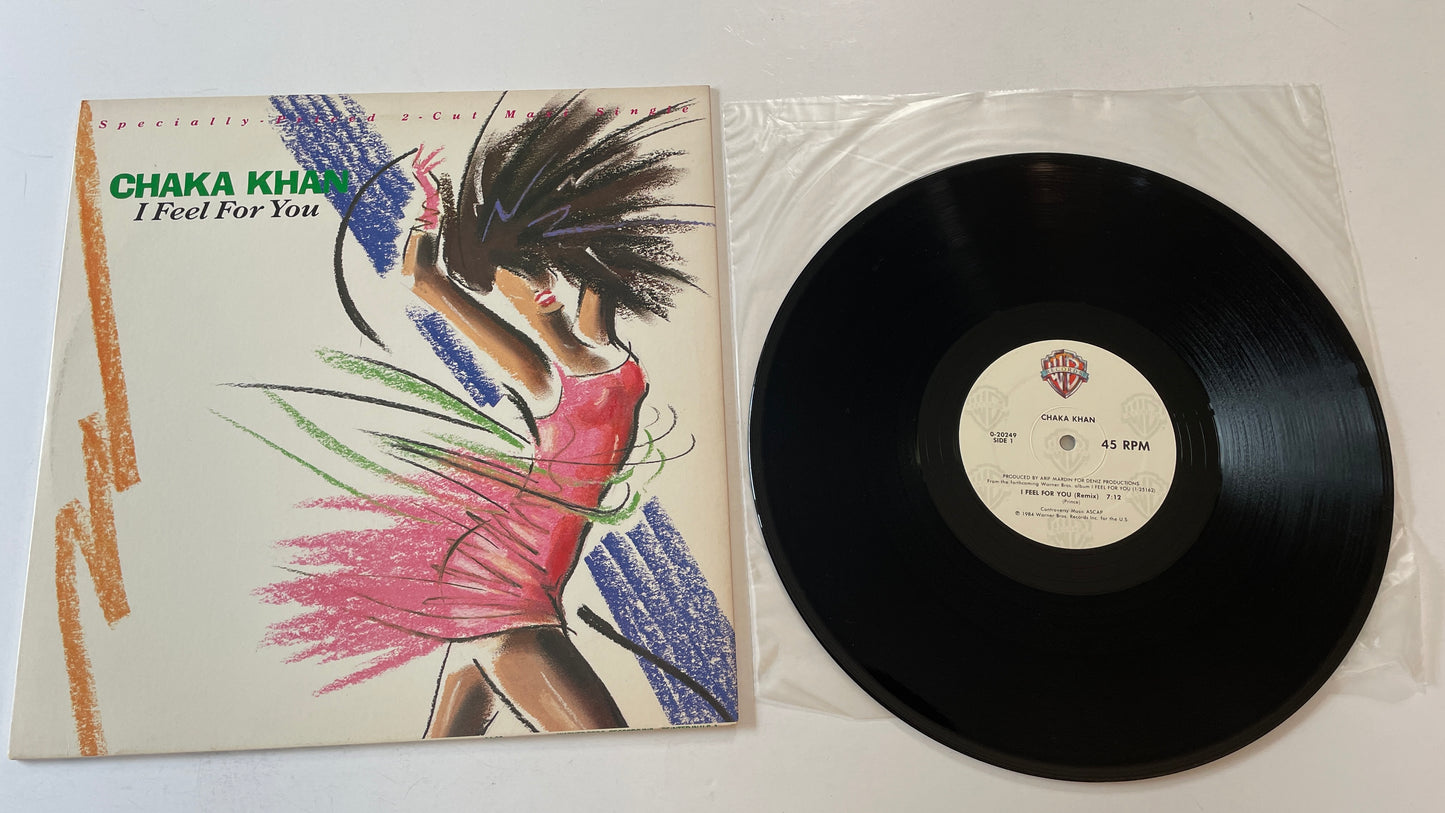 Specially-Priced 2-Cut Maxi-Single
CHAKA KHAN
I Feel For You
RECORDS
CHAKA KHAN
0-20249
SIDE 1
45 RPM
PRODUCED BY ARIF MARDIN FOR DENIZ PRODUCTIONS
From the forthcoming Warner Bros. album I FEEL FOR YOU (1-25162)
I FEEL FOR YOU (Remix) 7:12
(Prince)
Controversy Music ASCAP
℗ 1984 Warner Bros. Records Inc. for the U.S.